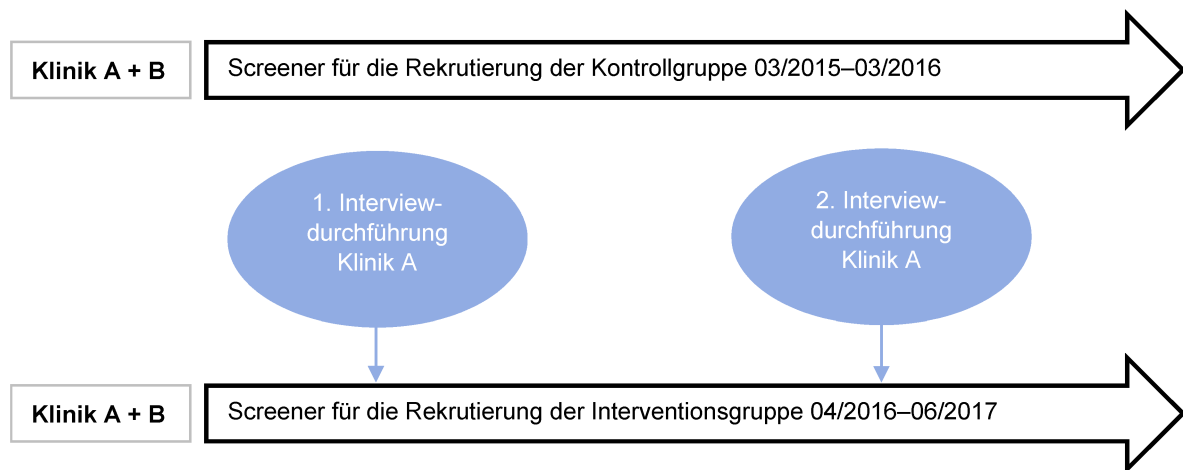 Klinik A + B
Screener für die Rekrutierung der Kontrollgruppe 03/2015–03/2016
1. Interview-
durchführung
Klinik A
2. Interview-
durchführung
Klinik A
Klinik A + B
Screener für die Rekrutierung der Interventionsgruppe 04/2016–06/2017